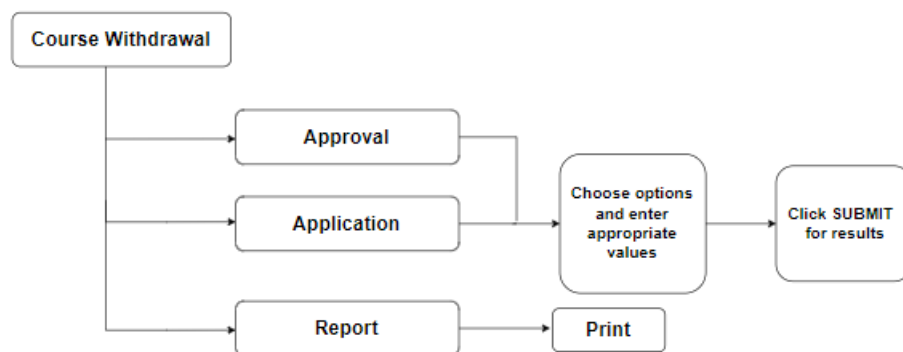 Course Withdrawal
Approval
Application
Choose options
and enter
appropriate
values
Click SUBMIT
for results
Report
Print